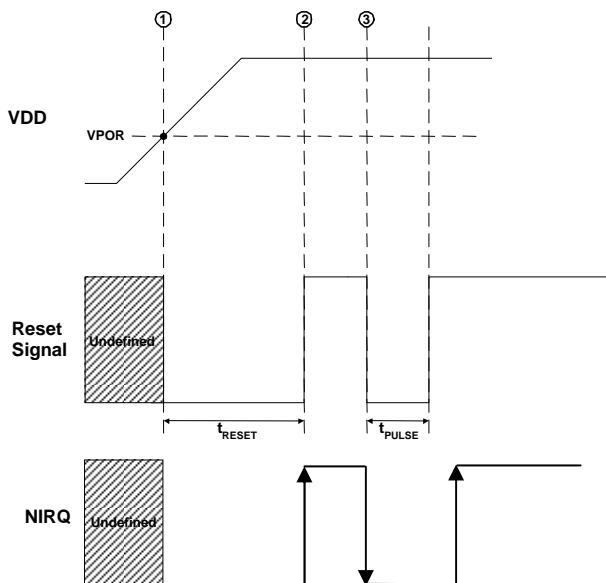 1 2 3
VDD
VPOR
Reset
Signal
Undefined
tRESET
tPULSE
NIRQ
Undefined